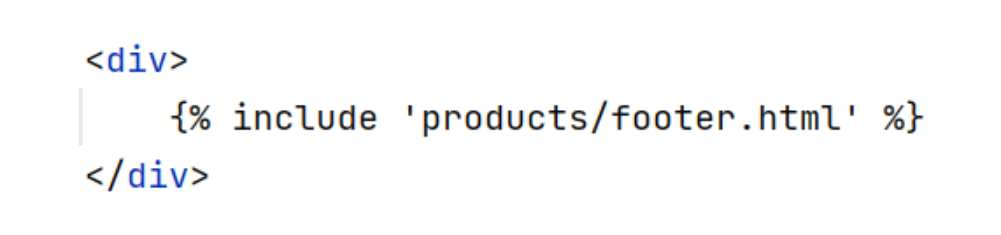 <div>
    {% include 'products/footer.html' %}
</div>